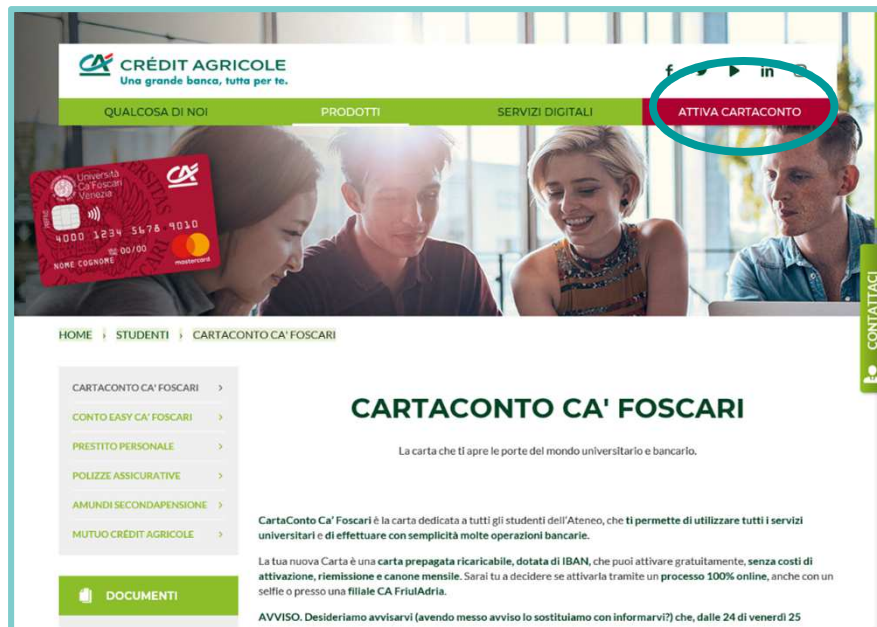 CRÉDIT AGRICOLE
Una grande banca, tutta per te.
QUALCOSA DI NOI
PRODOTTI
SERVIZI DIGITALI
ATTIVA CARTACONTO
Università
Ca' Foscari
Venezia
4000 1234 5678 9010
00/00
NOME COGNOME
mastercard
CONTATTACI
HOME › STUDENTI › CARTACONTO CA' FOSCARI
CARTACONTO CA' FOSCARI
CONTO EASY CA' FOSCARI
PRESTITO PERSONALE
POLIZZE ASSICURATIVE
AMUNDI SECONDAPENSIONE
MUTUO CRÉDIT AGRICOLE
DOCUMENTI
CARTACONTO CA' FOSCARI
La carta che ti apre le porte del mondo universitario e bancario.
CartaConto Ca' Foscari è la carta dedicata a tutti gli studenti dell'Ateneo, che ti permette di utilizzare tutti i servizi
universitari e di effettuare con semplicità molte operazioni bancarie.
La tua nuova Carta è una carta prepagata ricaricabile, dotata di IBAN, che puoi attivare gratuitamente, senza costi di
attivazione, riemissione e canone mensile. Sarai tu a decidere se attivarla tramite un processo 100% online, anche con un
selfie o presso una filiale CA FriulAdria.
AVVISO. Desideriamo avvisarvi (avendo messo avviso lo sostituiamo con informarvi?) che, dalle 24 di venerdì 25